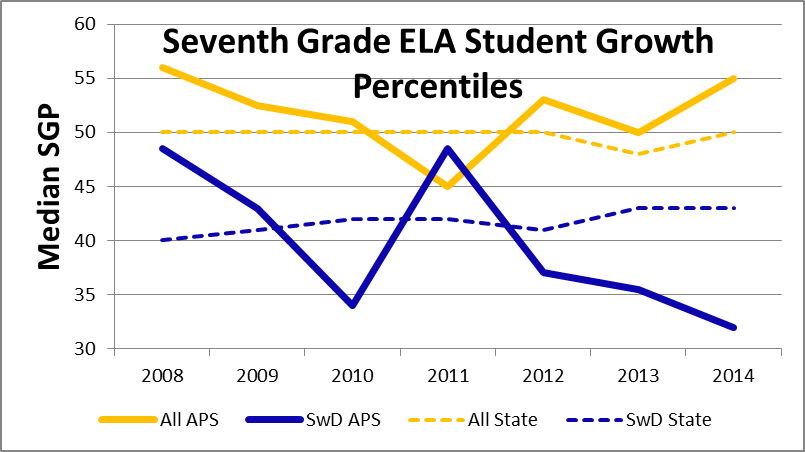 Seventh Grade ELA Student Growth
Percentiles
Median SGP
60
55
50
45
40
35
30
2008 2009 2010 2011 2012 2013 2014
All APS SwD APS All State SwD State